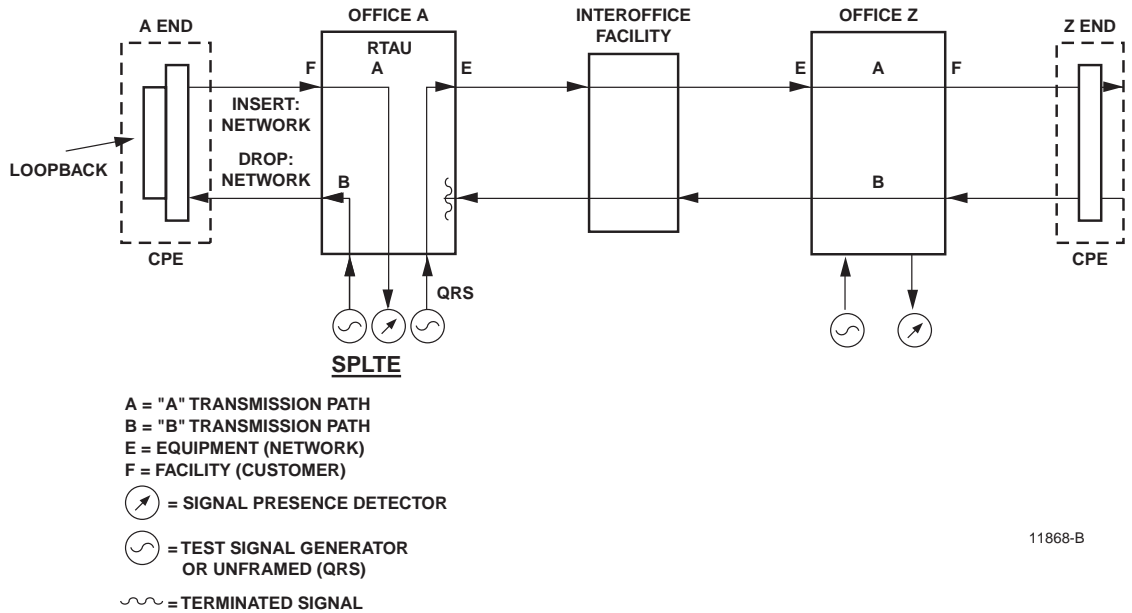 A END
OFFICE A
INTEROFFICE
FACILITY
OFFICE Z
Z END
RTAU
F
A
E
E
A
F
INSERT:
NETWORK
LOOPBACK
DROP:
NETWORK
B
B
CPE
CPE
QRS
SPLTE
A = "A" TRANSMISSION PATH
B = "B" TRANSMISSION PATH
E = EQUIPMENT (NETWORK)
F = FACILITY (CUSTOMER)
= SIGNAL PRESENCE DETECTOR
= TEST SIGNAL GENERATOR
OR UNFRAMED (QRS)
= TERMINATED SIGNAL
11868-B